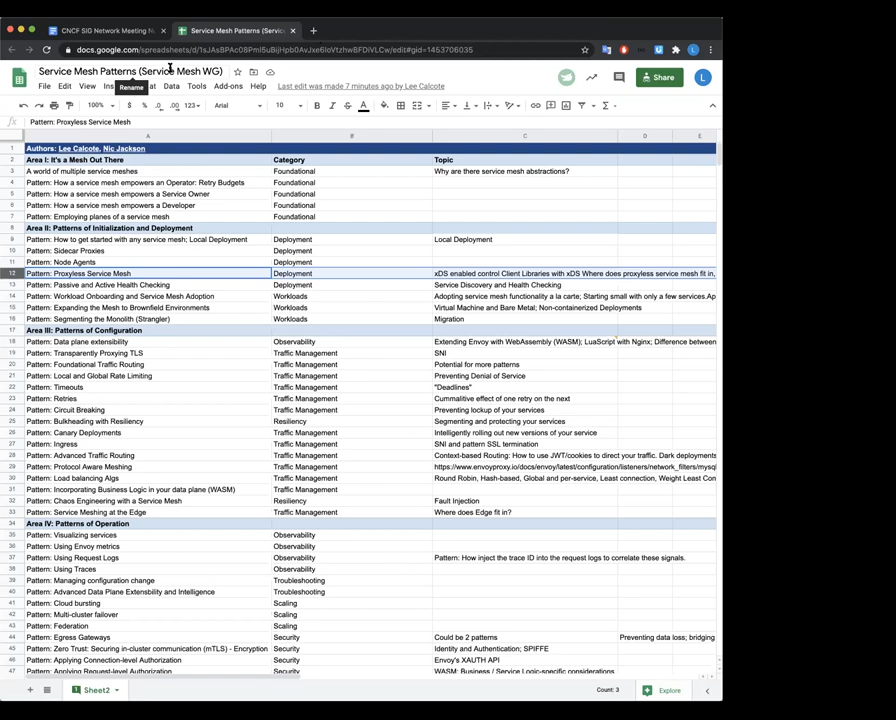 CNCF SIG Network Meeting N
Service Mesh Patterns (Servic
docs.google.com/spreadsheets/d/1sJAsBPAc08PmI5uBijHpb0AvJxe6loVtzhwBFDiVLCw/edit#gid=1453706035
Service Mesh Patterns (Service Mesh WG)
Share
L
File Edit View Ins Rename at Data Tools Add-ons Help Last edit was made 7 minutes ago by Lee Calcote
100% $ % .0 .00 123 Arial 10 B I S A
fx Pattern: Proxyless Service Mesh
A B C D E
1 Authors: Lee Calcote, Nic Jackson
2 Area I: It's a Mesh Out There Category Topic
3 A world of multiple service meshes Foundational Why are there service mesh abstractions?
4 Pattern: How a service mesh empowers an Operator: Retry Budgets Foundational
5 Pattern: How a service mesh empowers a Service Owner Foundational
6 Pattern: How a service mesh empowers a Developer Foundational
7 Pattern: Employing planes of a service mesh Foundational
8 Area II: Patterns of Initialization and Deployment
9 Pattern: How to get started with any service mesh; Local Deployment Deployment Local Deployment
10 Pattern: Sidecar Proxies Deployment
11 Pattern: Node Agents Deployment
12 Pattern: Proxyless Service Mesh Deployment xDS enabled control Client Libraries with xDS Where does proxyless service mesh fit in,
13 Pattern: Passive and Active Health Checking Deployment Service Discovery and Health Checking
14 Pattern: Workload Onboarding and Service Mesh Adoption Workloads Adopting service mesh functionality a la carte; Starting small with only a few services.Ap
15 Pattern: Expanding the Mesh to Brownfield Environments Workloads Virtual Machine and Bare Metal; Non-containerized Deployments
16 Pattern: Segmenting the Monolith (Strangler) Workloads Migration
17 Area III: Patterns of Configuration
18 Pattern: Data plane extensibility Observability Extending Envoy with WebAssembly (WASM); LuaScript with Nginx; Difference between
19 Pattern: Transparently Proxying TLS Traffic Management SNI
20 Pattern: Foundational Traffic Routing Traffic Management Potential for more patterns
21 Pattern: Local and Global Rate Limiting Traffic Management Preventing Denial of Service
22 Pattern: Timeouts Traffic Management "Deadlines"
23 Pattern: Retries Traffic Management Cummalitive effect of one retry on the next
24 Pattern: Circuit Breaking Traffic Management Preventing lockup of your services
25 Pattern: Bulkheading with Resiliency Resiliency Segmenting and protecting your services
26 Pattern: Canary Deployments Traffic Management Intelligently rolling out new versions of your service
27 Pattern: Ingress Traffic Management SNI and pattern SSL termination
28 Pattern: Advanced Traffic Routing Traffic Management Context-based Routing: How to use JWT/cookies to direct your traffic. Dark deployments
29 Pattern: Protocol Aware Meshing Traffic Management https://www.envoyproxy.io/docs/envoy/latest/configuration/listeners/network_filters/mysql
30 Pattern: Load balancing Algs Traffic Management Round Robin, Hash-based, Global and per-service, Least connection, Weight Least Con
31 Pattern: Incorporating Business Logic in your data plane (WASM) Traffic Management
32 Pattern: Chaos Engineering with a Service Mesh Resiliency Fault Injection
33 Pattern: Service Meshing at the Edge Traffic Management Where does Edge fit in?
34 Area IV: Patterns of Operation
35 Pattern: Visualizing services Observability
36 Pattern: Using Envoy metrics Observability
37 Pattern: Using Request Logs Observability Pattern: How inject the trace ID into the request logs to correlate these signals.
38 Pattern: Using Traces Observability
39 Pattern: Managing configuration change Troubleshooting
40 Pattern: Advanced Data Plane Extensbility and Intelligence Troubleshooting
41 Pattern: Cloud bursting Scaling
42 Pattern: Multi-cluster failover Scaling
43 Pattern: Federation Scaling
44 Pattern: Egress Gateways Security Could be 2 patterns Preventing data loss; bridging
45 Pattern: Zero Trust: Securing in-cluster communication (mTLS) - Encryption Security Identity and Authentication; SPIFFE
46 Pattern: Applying Connection-level Authorization Security Envoy's XAUTH API
47 Pattern: Applying Request-level Authorization Security WASM: Business / Service Logic-specific considerations
Sheet2 Count: 3 Explore